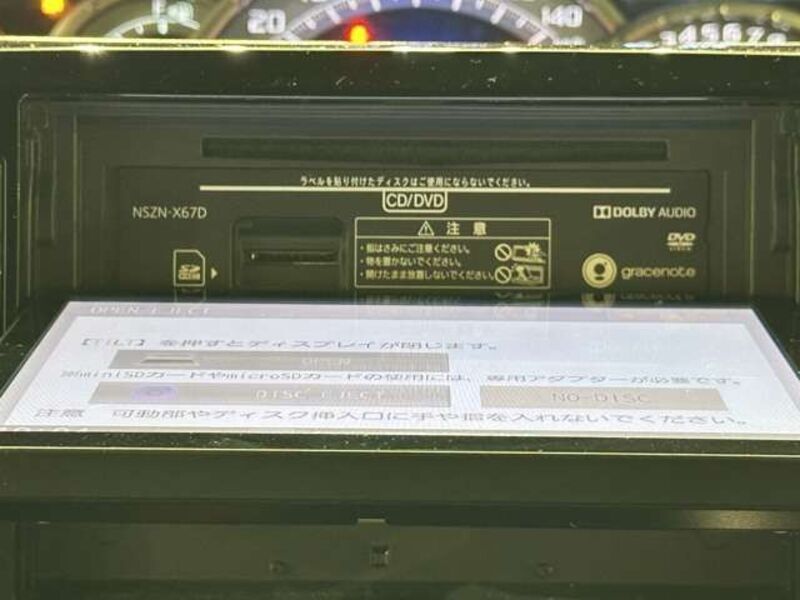 20
140
ラベルを貼り付けたディスクはご使用にならないでください。
CD/DVD
NSZN-X67D
DOLBY AUDIO
注 意
・指はさみにご注意ください。
・物を置かないでください。
・開けたまま放置しないでください。
DVD
gracenote
OPEN/EJECT
【TILT】を押すとディスプレイが閉じます。
OPEN
※miniSDカードやmicroSDカードの使用には、専用アダプターが必要です。
DISC EJECT
NO-DISC
注意 可動部やディスク挿入口に手や指を入れないでください。